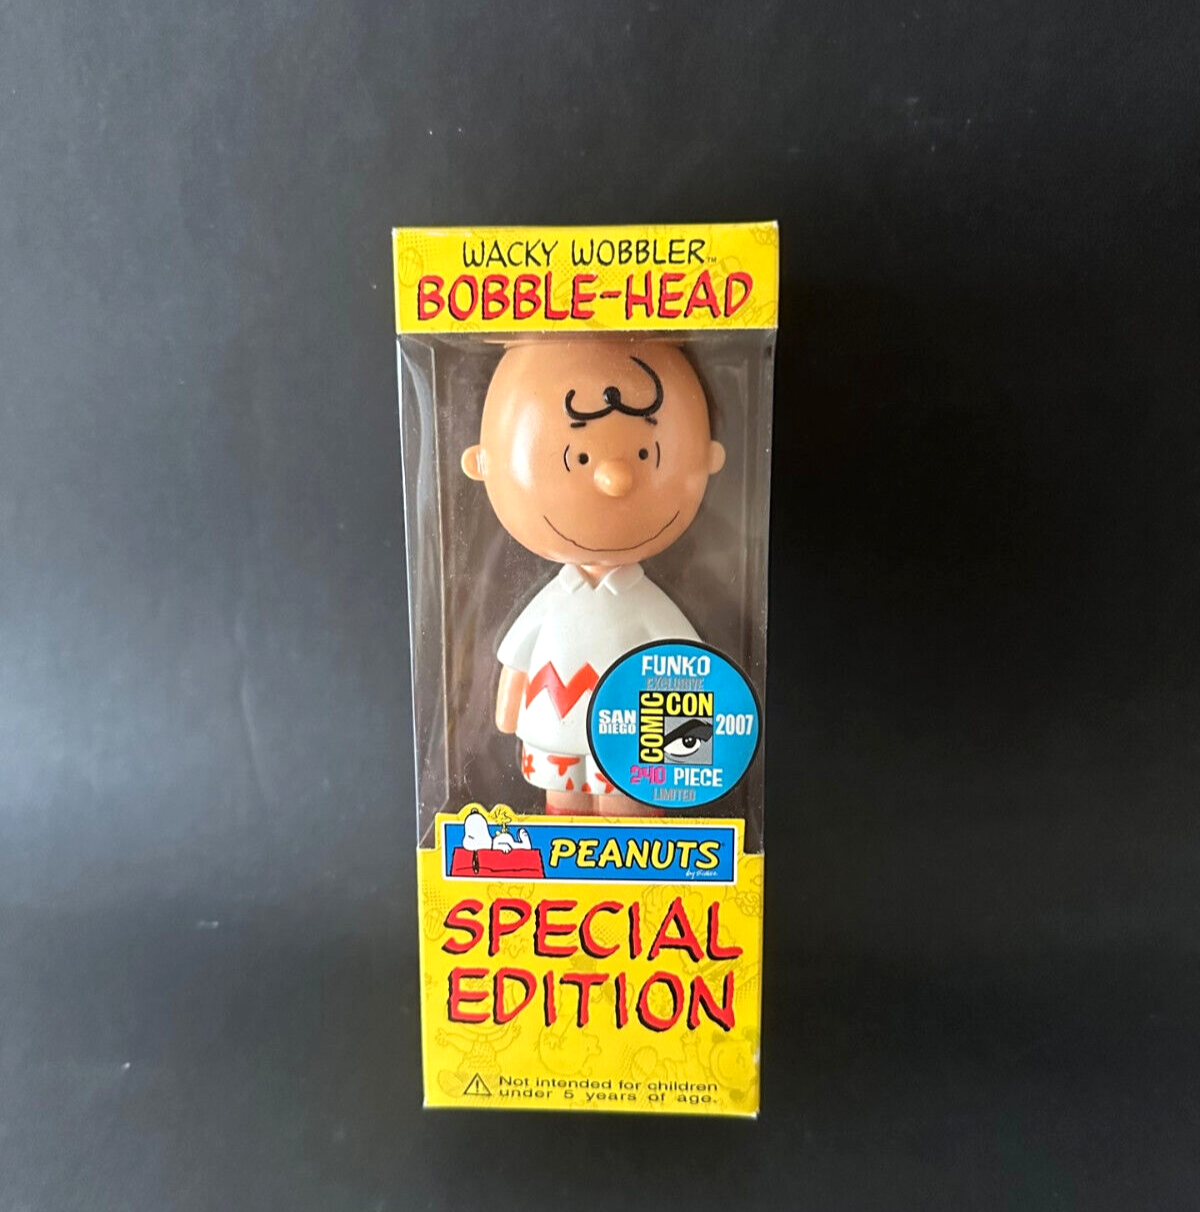 WACKY WOBBLER™
BOBBLE-HEAD
FUNKO
EXCLUSIVE
SAN DIEGO
COMIC CON
2007
240 PIECE
LIMITED
PEANUTS
SPECIAL
EDITION
Not intended for children
under 5 years of age.